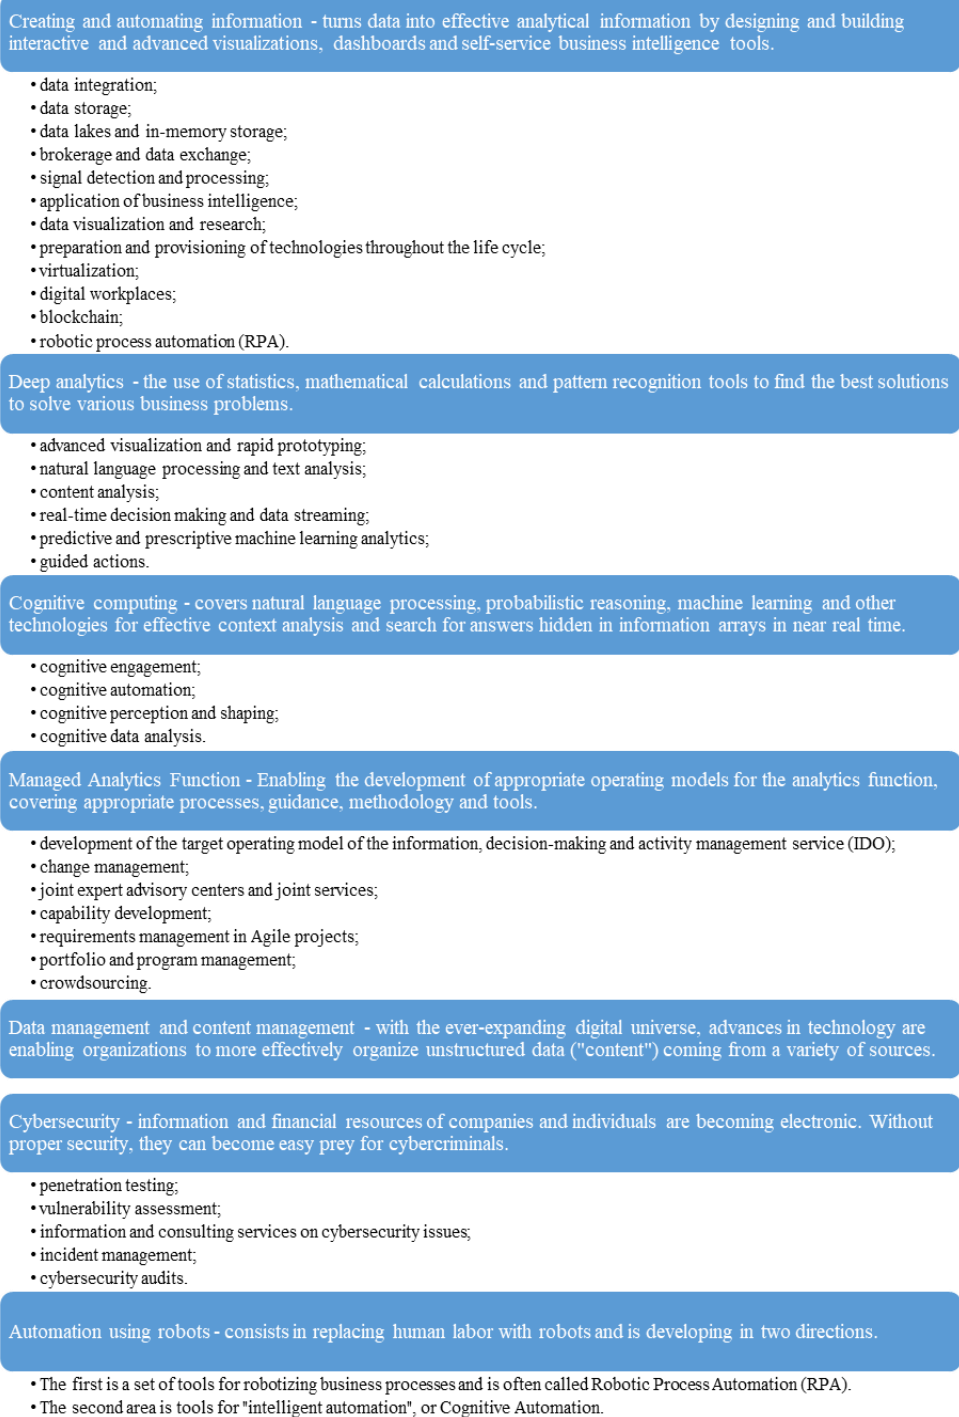 Creating and automating information - turns data into effective analytical information by designing and building
interactive and advanced visualizations, dashboards and self-service business intelligence tools.
• data integration;
• data storage;
• data lakes and in-memory storage;
• brokerage and data exchange;
• signal detection and processing;
• application of business intelligence;
• data visualization and research;
• preparation and provisioning of technologies throughout the life cycle;
• virtualization;
• digital workplaces;
• blockchain;
• robotic process automation (RPA).
Deep analytics - the use of statistics, mathematical calculations and pattern recognition tools to find the best solutions
to solve various business problems.
• advanced visualization and rapid prototyping;
• natural language processing and text analysis;
• content analysis;
• real-time decision making and data streaming;
• predictive and prescriptive machine learning analytics;
• guided actions.
Cognitive computing - covers natural language processing, probabilistic reasoning, machine learning and other
technologies for effective context analysis and search for answers hidden in information arrays in near real time.
• cognitive engagement;
• cognitive automation;
• cognitive perception and shaping;
• cognitive data analysis.
Managed Analytics Function - Enabling the development of appropriate operating models for the analytics function,
covering appropriate processes, guidance, methodology and tools.
• development of the target operating model of the information, decision-making and activity management service (IDO);
• change management;
• joint expert advisory centers and joint services;
• capability development;
• requirements management in Agile projects;
• portfolio and program management;
• crowdsourcing.
Data management and content management - with the ever-expanding digital universe, advances in technology are
enabling organizations to more effectively organize unstructured data ("content") coming from a variety of sources.
Cybersecurity - information and financial resources of companies and individuals are becoming electronic. Without
proper security, they can become easy prey for cybercriminals.
• penetration testing;
• vulnerability assessment;
• information and consulting services on cybersecurity issues;
• incident management;
• cybersecurity audits.
Automation using robots - consists in replacing human labor with robots and is developing in two directions.
• The first is a set of tools for robotizing business processes and is often called Robotic Process Automation (RPA).
• The second area is tools for "intelligent automation", or Cognitive Automation.